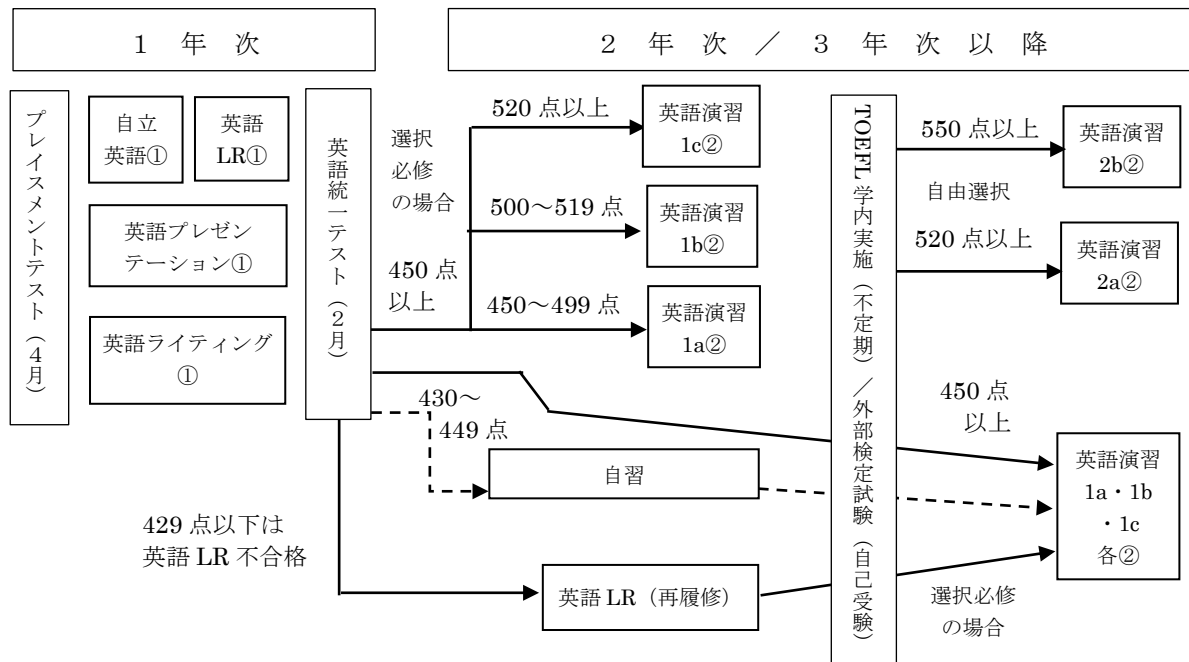 1 年 次
2 年 次 / 3 年 次 以 降
プレイスメントテスト（4月）
自立
英語①
英語
LR①
英語プレゼン
テーション①
英語ライティング
①
英語統一テスト（2月）
選択
必修
の場合
450 点
以上
520 点以上
英語演習
1c②
500～519 点
英語演習
1b②
450～499 点
英語演習
1a②
430～
449 点
自習
429 点以下は
英語 LR 不合格
英語 LR（再履修）
TOEFL 学内実施（不定期）／外部検定試験（自己受験）
550 点以上
英語演習
2b②
自由選択
520 点以上
英語演習
2a②
450 点
以上
英語演習
1a・1b
・1c
各②
選択必修
の場合